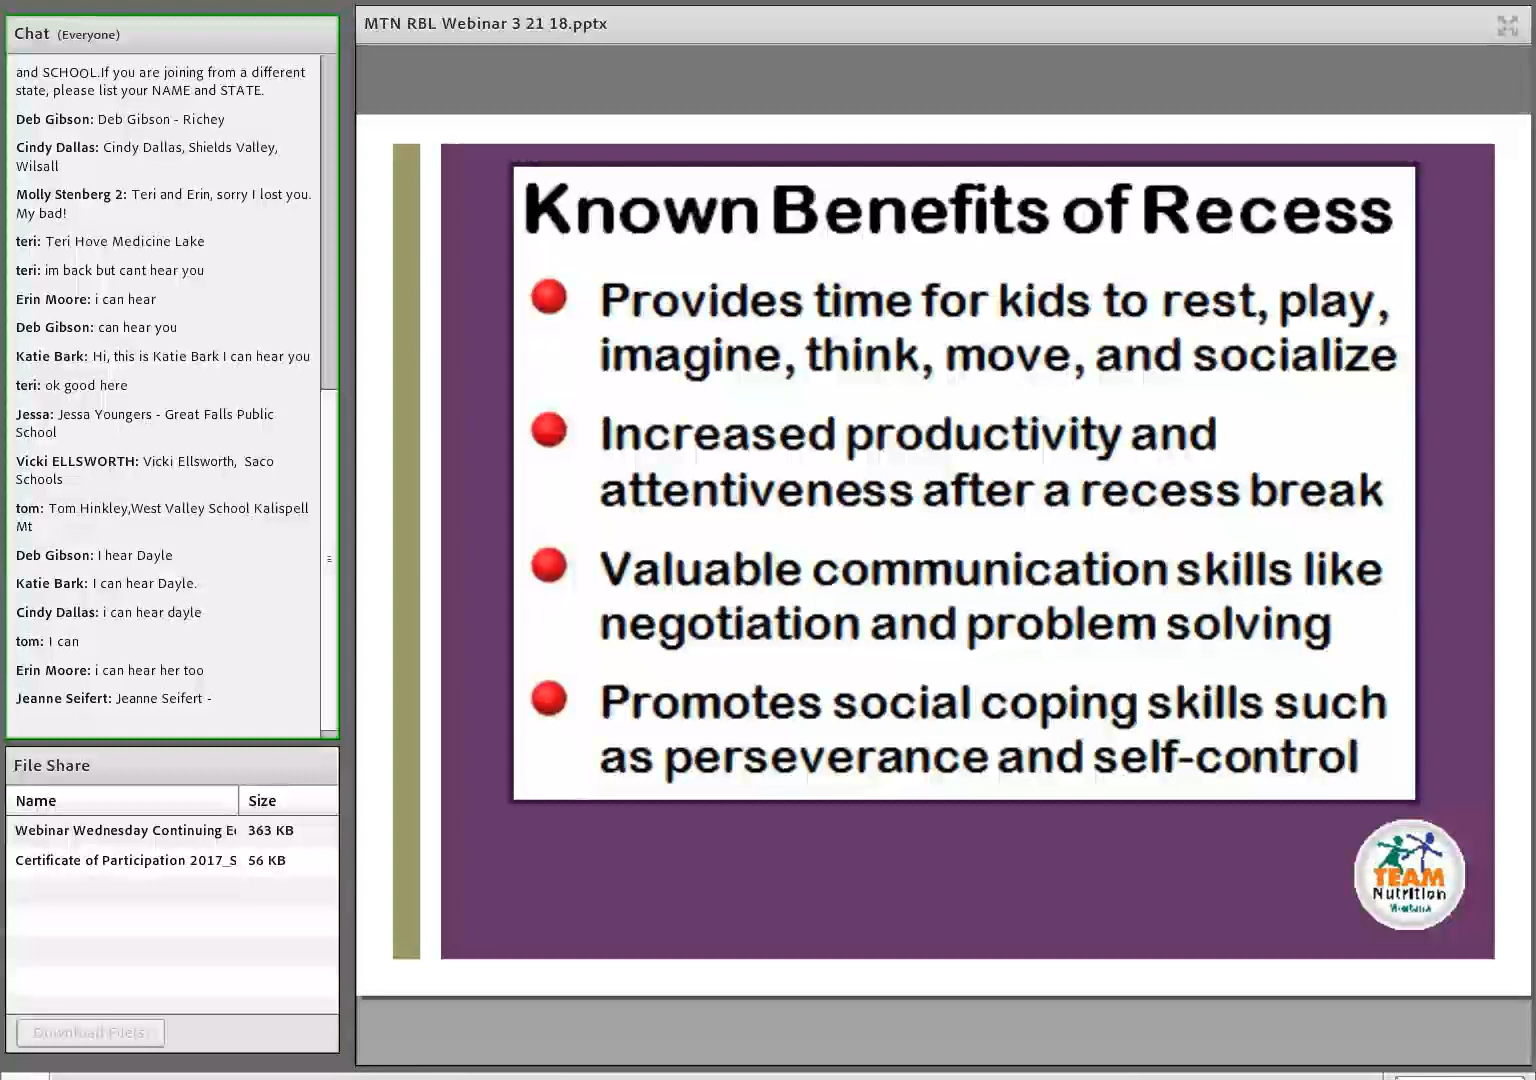 Chat (Everyone)
and SCHOOL.If you are joining from a different
state, please list your NAME and STATE.
Deb Gibson: Deb Gibson - Richey
Cindy Dallas: Cindy Dallas, Shields Valley,
Wilsall
Molly Stenberg 2: Teri and Erin, sorry I lost you.
My bad!
teri: Teri Hove Medicine Lake
teri: im back but cant hear you
Erin Moore: i can hear
Deb Gibson: can hear you
Katie Bark: Hi, this is Katie Bark I can hear you
teri: ok good here
Jessa: Jessa Youngers - Great Falls Public
School
Vicki ELLSWORTH: Vicki Ellsworth, Saco
Schools
tom: Tom Hinkley,West Valley School Kalispell
Mt
Deb Gibson: I hear Dayle
Katie Bark: I can hear Dayle.
Cindy Dallas: i can hear dayle
tom: I can
Erin Moore: i can hear her too
Jeanne Seifert: Jeanne Seifert -
File Share
Name Size
Webinar Wednesday Continuing E 363 KB
Certificate of Participation 2017_S 56 KB
Download File(s)
MTN RBL Webinar 3 21 18.pptx
Known Benefits of Recess
Provides time for kids to rest, play,
imagine, think, move, and socialize
Increased productivity and
attentiveness after a recess break
Valuable communication skills like
negotiation and problem solving
Promotes social coping skills such
as perseverance and self-control
TEAM
Nutrition
Montana